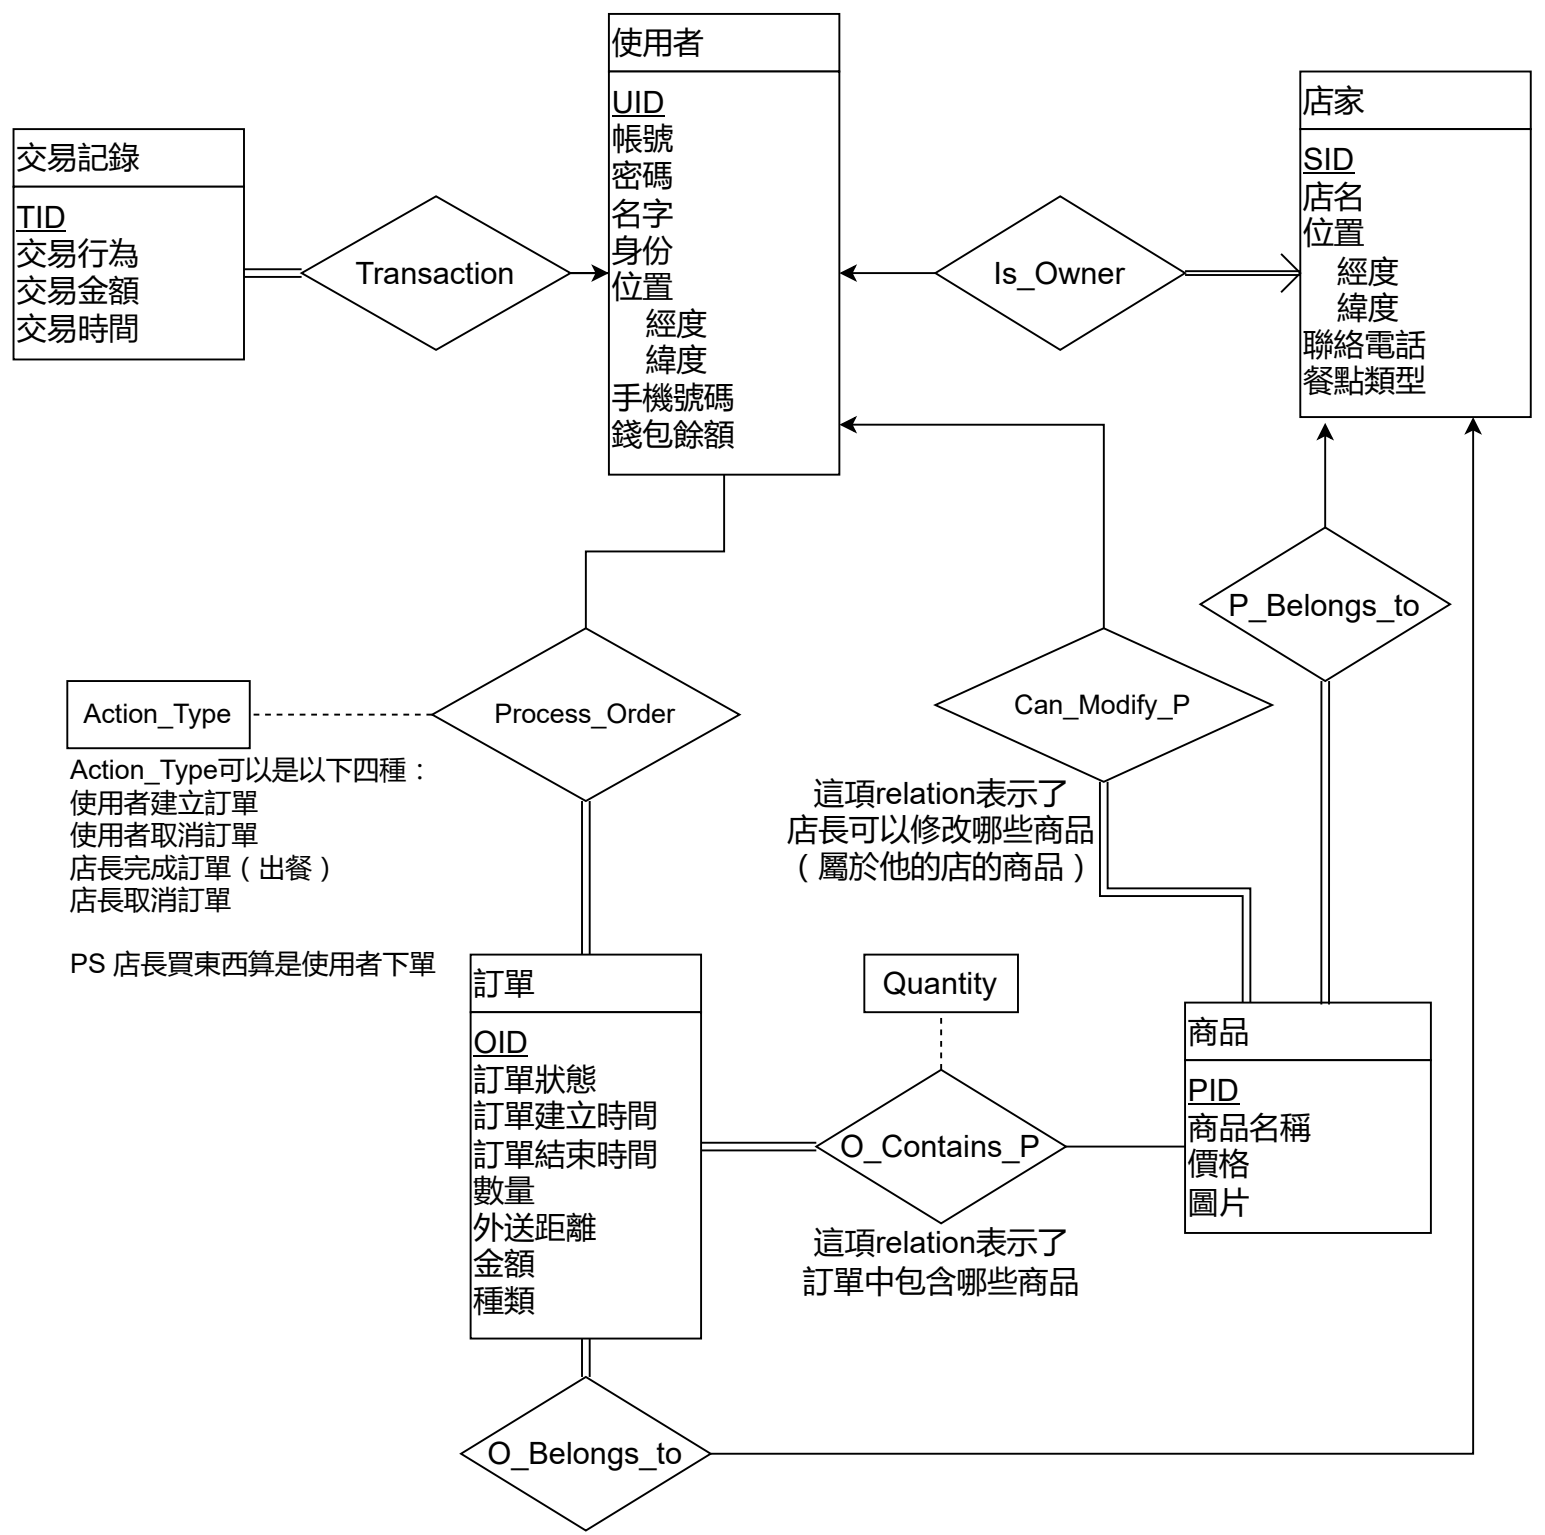 使用者
UID
帳號
密碼
名字
身份
位置
經度
緯度
手機號碼
錢包餘額
店家
SID
店名
位置
經度
緯度
聯絡電話
餐點類型
交易記錄
TID
交易行為
交易金額
交易時間
Transaction
Is_Owner
P_Belongs_to
Action_Type
Process_Order
Can_Modify_P
Action_Type可以是以下四種：
使用者建立訂單
使用者取消訂單
店長完成訂單（出餐）
店長取消訂單
PS 店長買東西算是使用者下單
這項relation表示了
店長可以修改哪些商品
（屬於他的店的商品）
訂單
OID
訂單狀態
訂單建立時間
訂單結束時間
數量
外送距離
金額
種類
Quantity
O_Contains_P
這項relation表示了
訂單中包含哪些商品
商品
PID
商品名稱
價格
圖片
O_Belongs_to